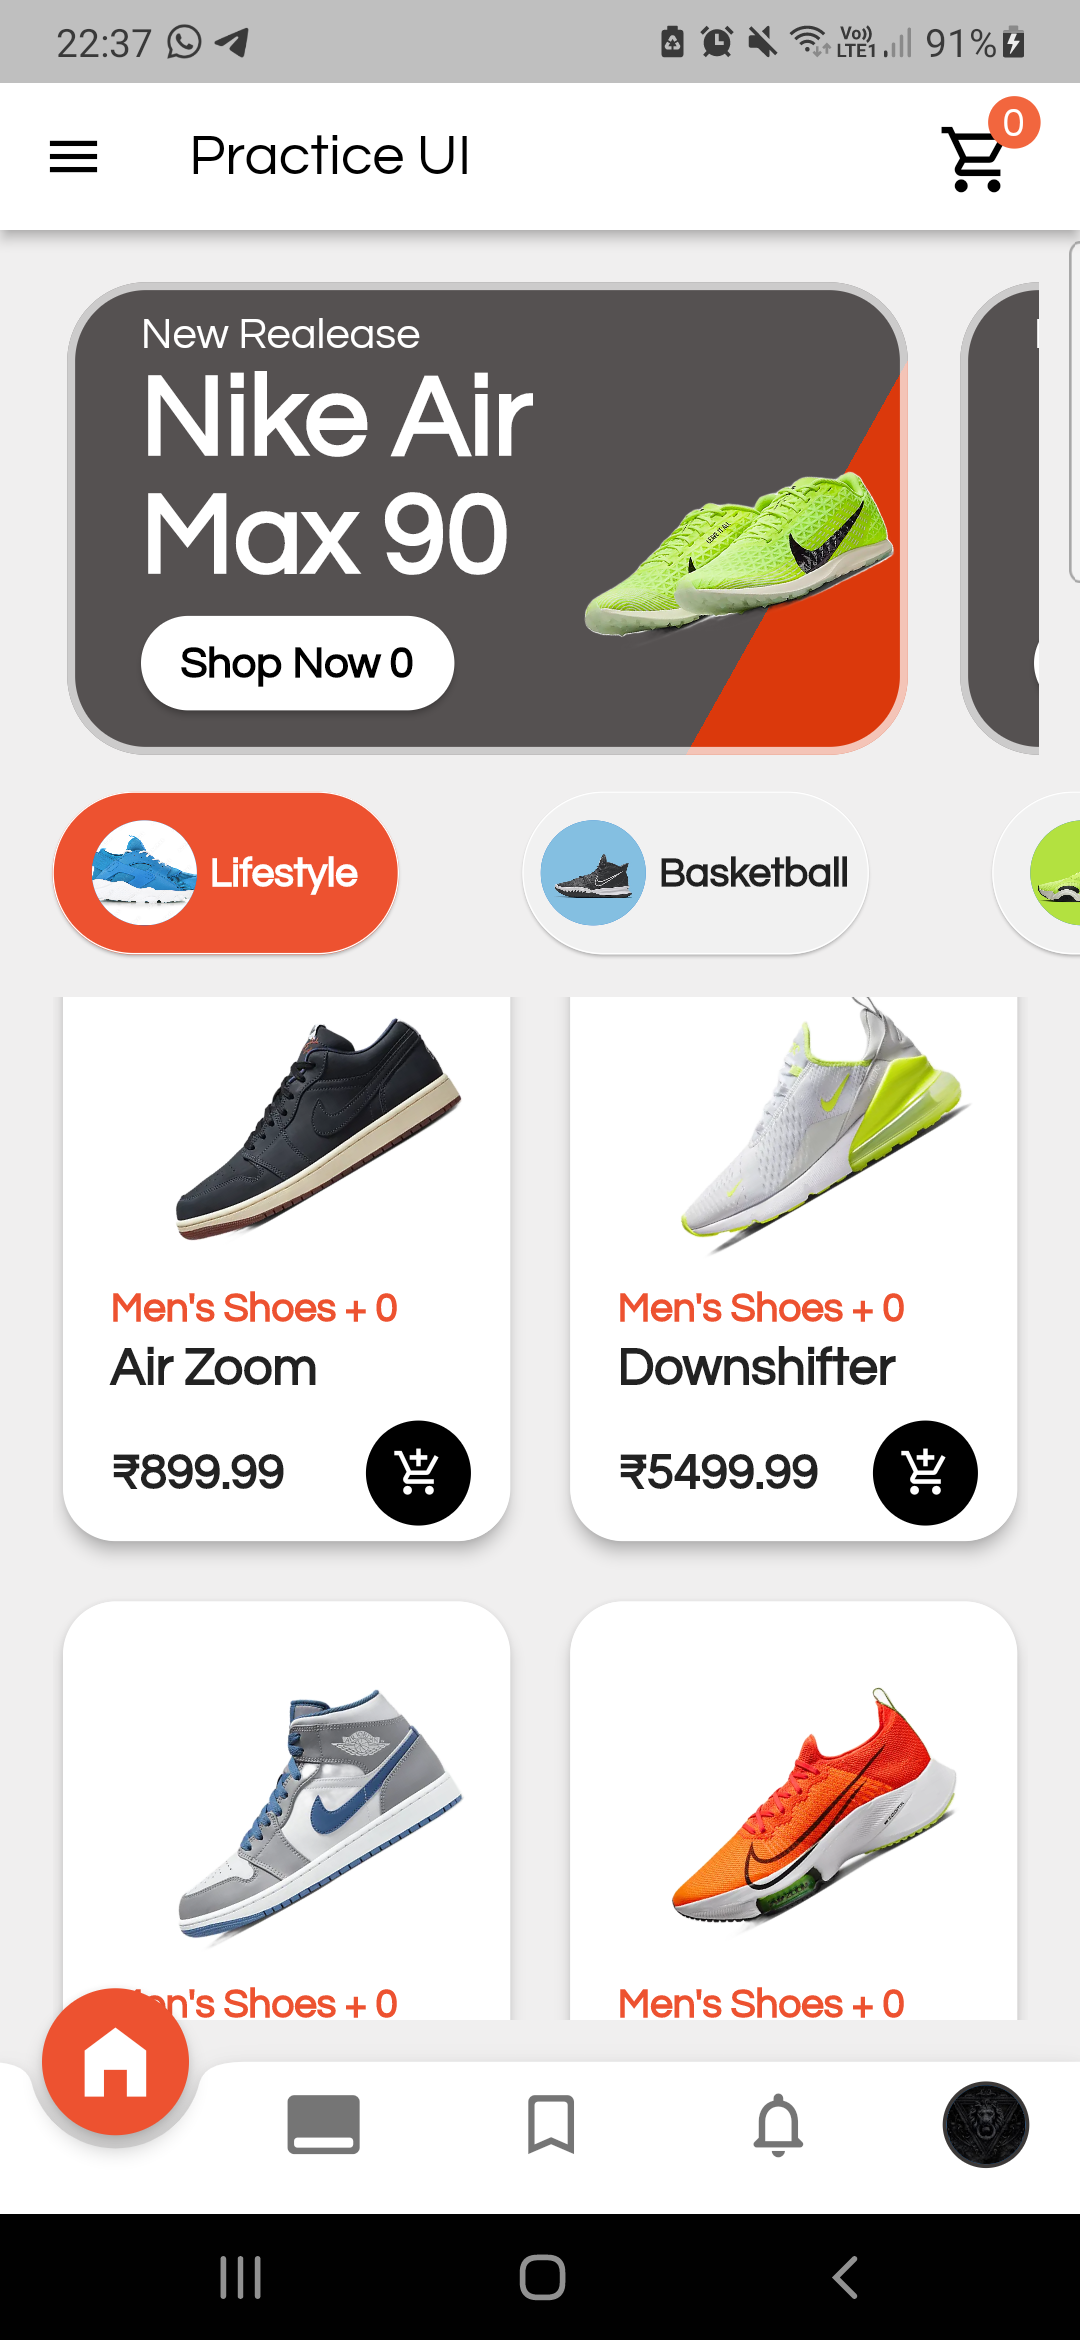 22:37
Vo))
LTE1
91%
Practice UI
0
New Realease
Nike Air
Max 90
Shop Now 0
Lifestyle
Basketball
Men's Shoes + 0
Men's Shoes + 0
Air Zoom
Downshifter
₹899.99
₹5499.99
Men's Shoes + 0
Men's Shoes + 0